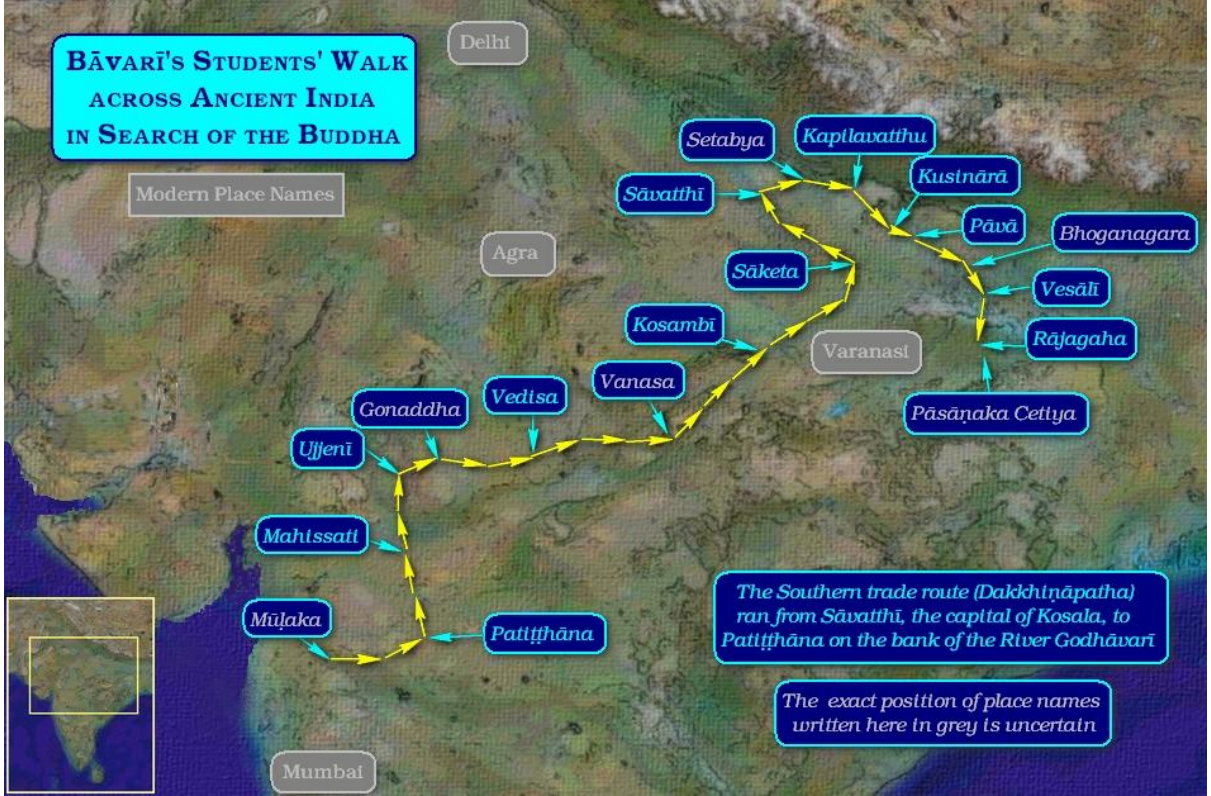 BĀVARĪ'S STUDENTS' WALK
ACROSS ANCIENT INDIA
IN SEARCH OF THE BUDDHA
Delhi
Modern Place Names
Setabya
Kapilavatthu
Kusinārā
Sāvatthī
Pāvā
Bhoganagara
Agra
Sāketa
Vesālī
Kosambī
Varanasi
Rājagaha
Vanasa
Vedisa
Gonaddha
Pāsāṇaka Cetiya
Ujjenī
Mahissati
Mūḷaka
Patiṭṭhāna
The Southern trade route (Dakkhiṇāpatha)
ran from Sāvatthī, the capital of Kosala, to
Patiṭṭhāna on the bank of the River Godhāvarī
The exact position of place names
written here in grey is uncertain
Mumbai